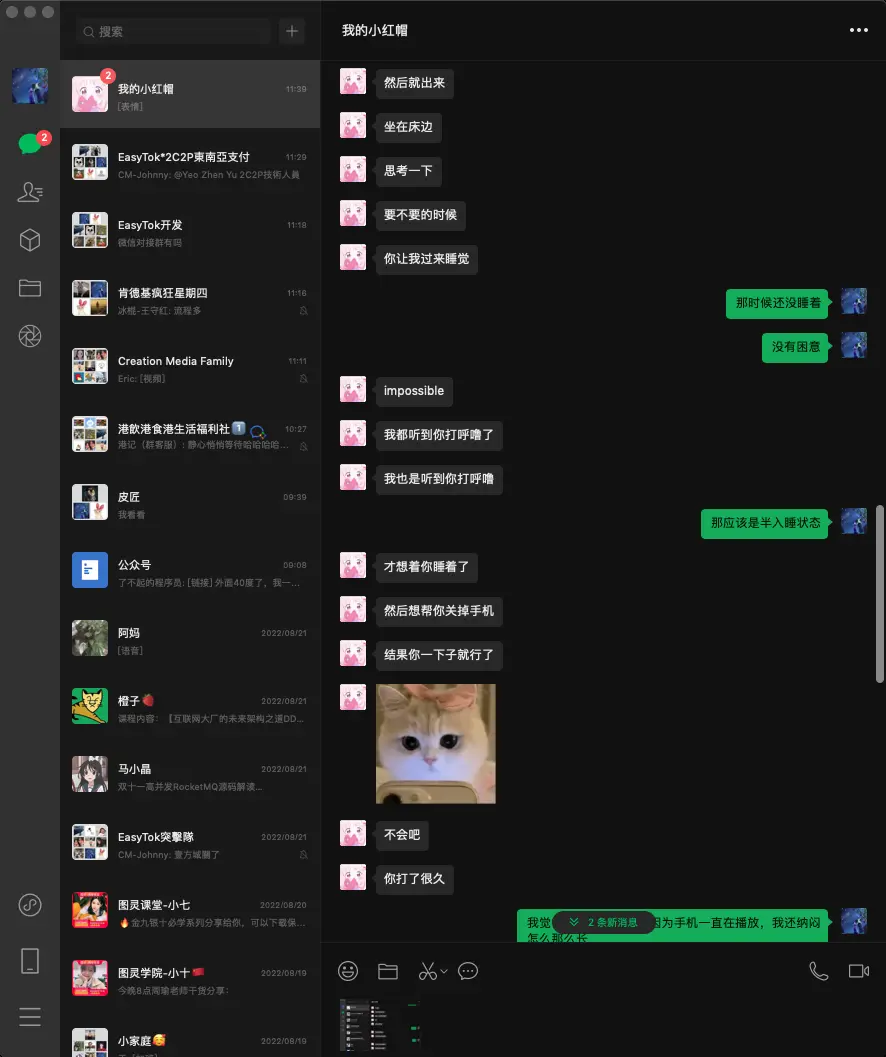 搜索
我的小红帽
2
我的小红帽
11:39
[表情]
2
EasyTok*2C2P東南亞支付
11:29
CM-Johnny: @Yeo Zhen Yu 2C2P技術人員
EasyTok开发
11:18
微信对接群有吗
肯德基疯狂星期四
11:16
冰棍-王守红: 流程多
Creation Media Family
11:11
Eric: [视频]
港飲港食港生活福利社1️⃣
10:27
港记（群客服）: 静心悄悄等待哈哈哈哈...
皮匠
09:39
我看看
公众号
09:08
了不起的程序员: [链接] 外面40度了，我一...
阿妈
2022/08/21
[语音]
橙子🍓
2022/08/21
课程内容：【互联网大厂的未来架构之道DD...
马小晶
2022/08/21
双十一高并发RocketMQ源码解读...
EasyTok突擊隊
2022/08/21
CM-Johnny: 壹方城關了
图灵课堂-小七
2022/08/20
🔥金九银十必学系列分享给你，可以下载保...
图灵学院-小十
2022/08/19
今晚8点周瑜老师干货分享：
小家庭🥰
2022/08/19
然后就出来
坐在床边
思考一下
要不要的时候
你让我过来睡觉
那时候还没睡着
没有困意
impossible
我都听到你打呼噜了
我也是听到你打呼噜
那应该是半入睡状态
才想着你睡着了
然后想帮你关掉手机
结果你一下子就行了
不会吧
你打了很久
我觉
2 条新消息
因为手机一直在播放，我还纳闷
怎么那么长